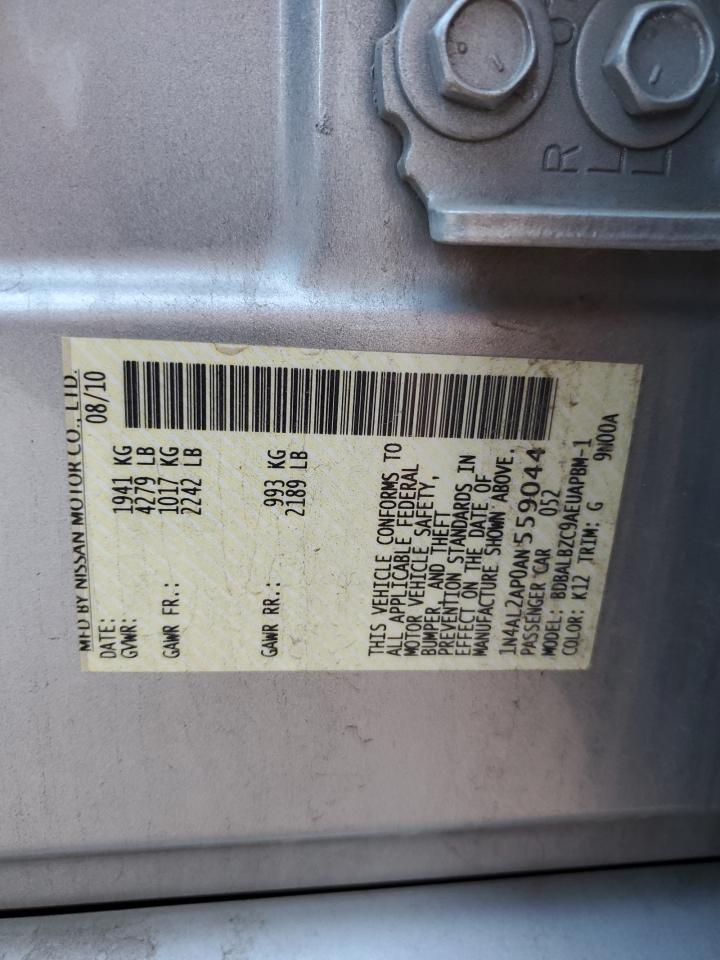 MFD BY NISSAN MOTOR CO., LTD.
DATE: 08/10
GVWR: 1941 KG
4279 LB
GAWR FR.: 1017 KG
2242 LB
GAWR RR.: 993 KG
2189 LB
THIS VEHICLE CONFORMS TO
ALL APPLICABLE FEDERAL
MOTOR VEHICLE SAFETY,
BUMPER, AND THEFT
PREVENTION STANDARDS IN
EFFECT ON THE DATE OF
MANUFACTURE SHOWN ABOVE.
1N4AL2AP0AN559044
PASSENGER CAR 052
MODEL: BDBALBZC9AEUAPBM-1
COLOR: K12 TRIM: G 9N00A
R
L
L